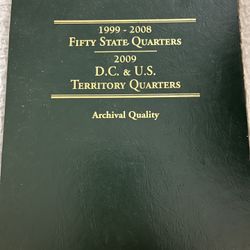 1999 - 2008
FIFTY STATE QUARTERS
2009
D.C. & U.S.
TERRITORY QUARTERS
Archival Quality